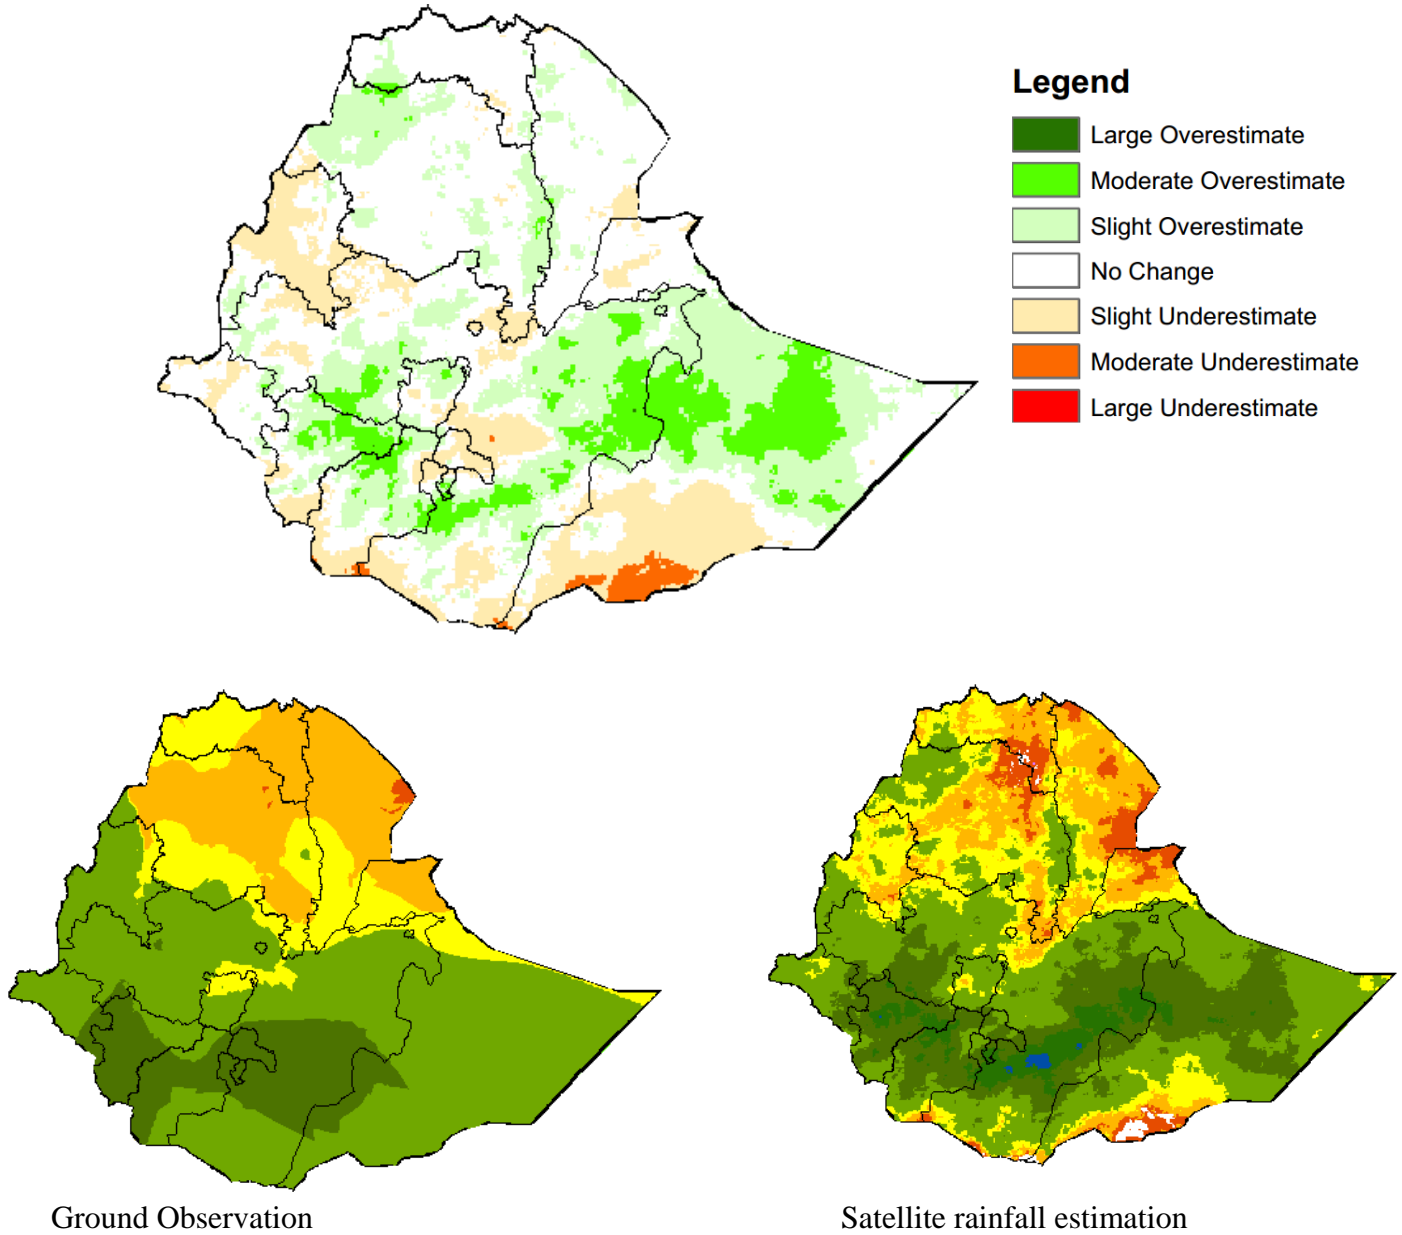 Legend
Large Overestimate
Moderate Overestimate
Slight Overestimate
No Change
Slight Underestimate
Moderate Underestimate
Large Underestimate
Ground Observation
Satellite rainfall estimation